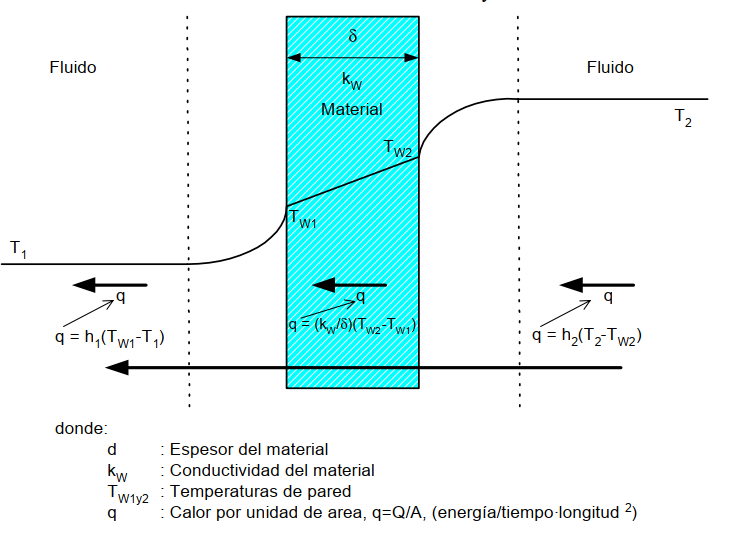 Fluido
δ
Fluido
k_W
Material
T_2
T_W2
T_W1
T_1
q
q
q
q = h_1(T_W1-T_1)
q = (k_W/δ)(T_W2-T_W1)
q = h_2(T_2-T_W2)
donde:
d : Espesor del material
k_W : Conductividad del material
T_W1y2 : Temperaturas de pared
q : Calor por unidad de area, q=Q/A, (energía/tiempo·longitud ²)